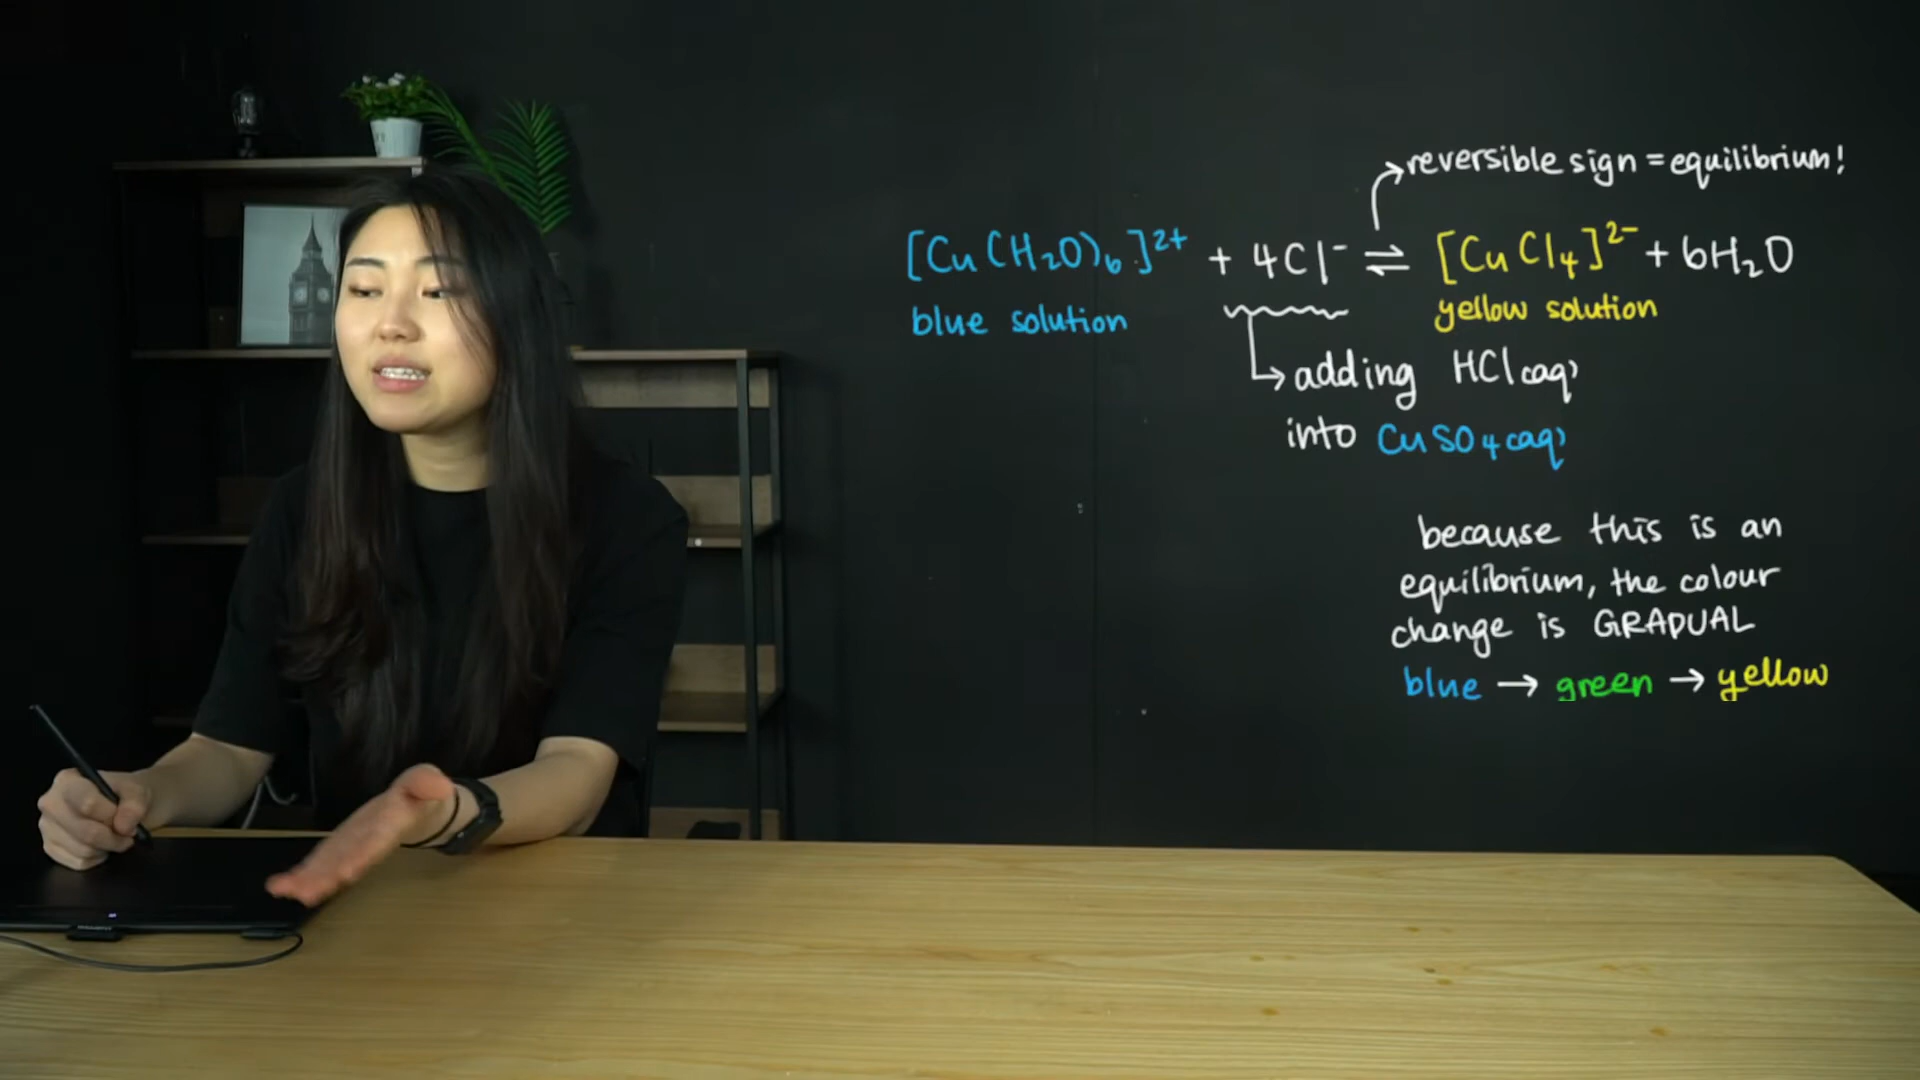 reversible sign = equilibrium!
[Cu(H₂O)₆]²⁺ + 4Cl⁻ ⇌ [CuCl₄]²⁻ + 6H₂O
blue solution
yellow solution
adding HCl(aq)
into CuSO₄(aq)
because this is an
equilibrium, the colour
change is GRADUAL
blue → green → yellow